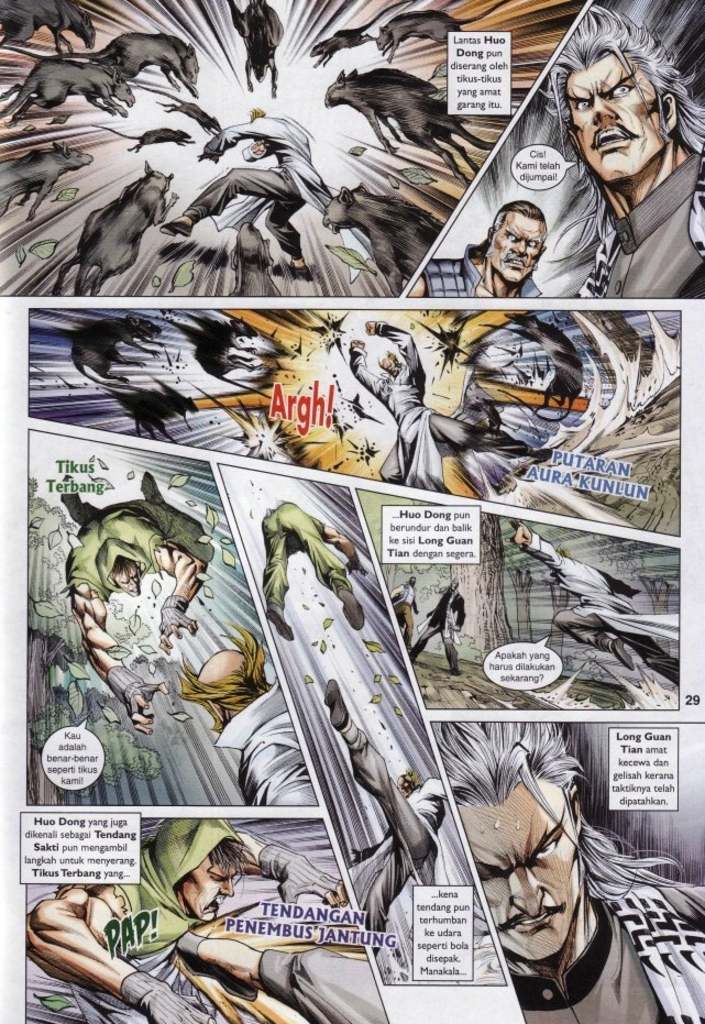 Lantas Huo
Dong pun
diserang oleh
tikus-tikus
yang amat
garang itu.
Cis!
Kami telah
dijumpai!
Argh!
PUTARAN
AURA KUNLUN
Tikus
Terbang
Kau
adalah
benar-benar
seperti tikus
kami!
...Huo Dong pun
berundur dan balik
ke sisi Long Guan
Tian dengan segera.
Apakah yang
harus dilakukan
sekarang?
29
Long Guan
Tian amat
kecewa dan
gelisah kerana
taktiknya telah
dipatahkan.
Huo Dong yang juga
dikenali sebagai Tendang
Sakti pun mengambil
langkah untuk menyerang.
Tikus Terbang yang...
PAP!
TENDANGAN
PENEMBUS JANTUNG
...kena
tendang pun
terhumban
ke udara
seperti bola
disepak.
Manakala...